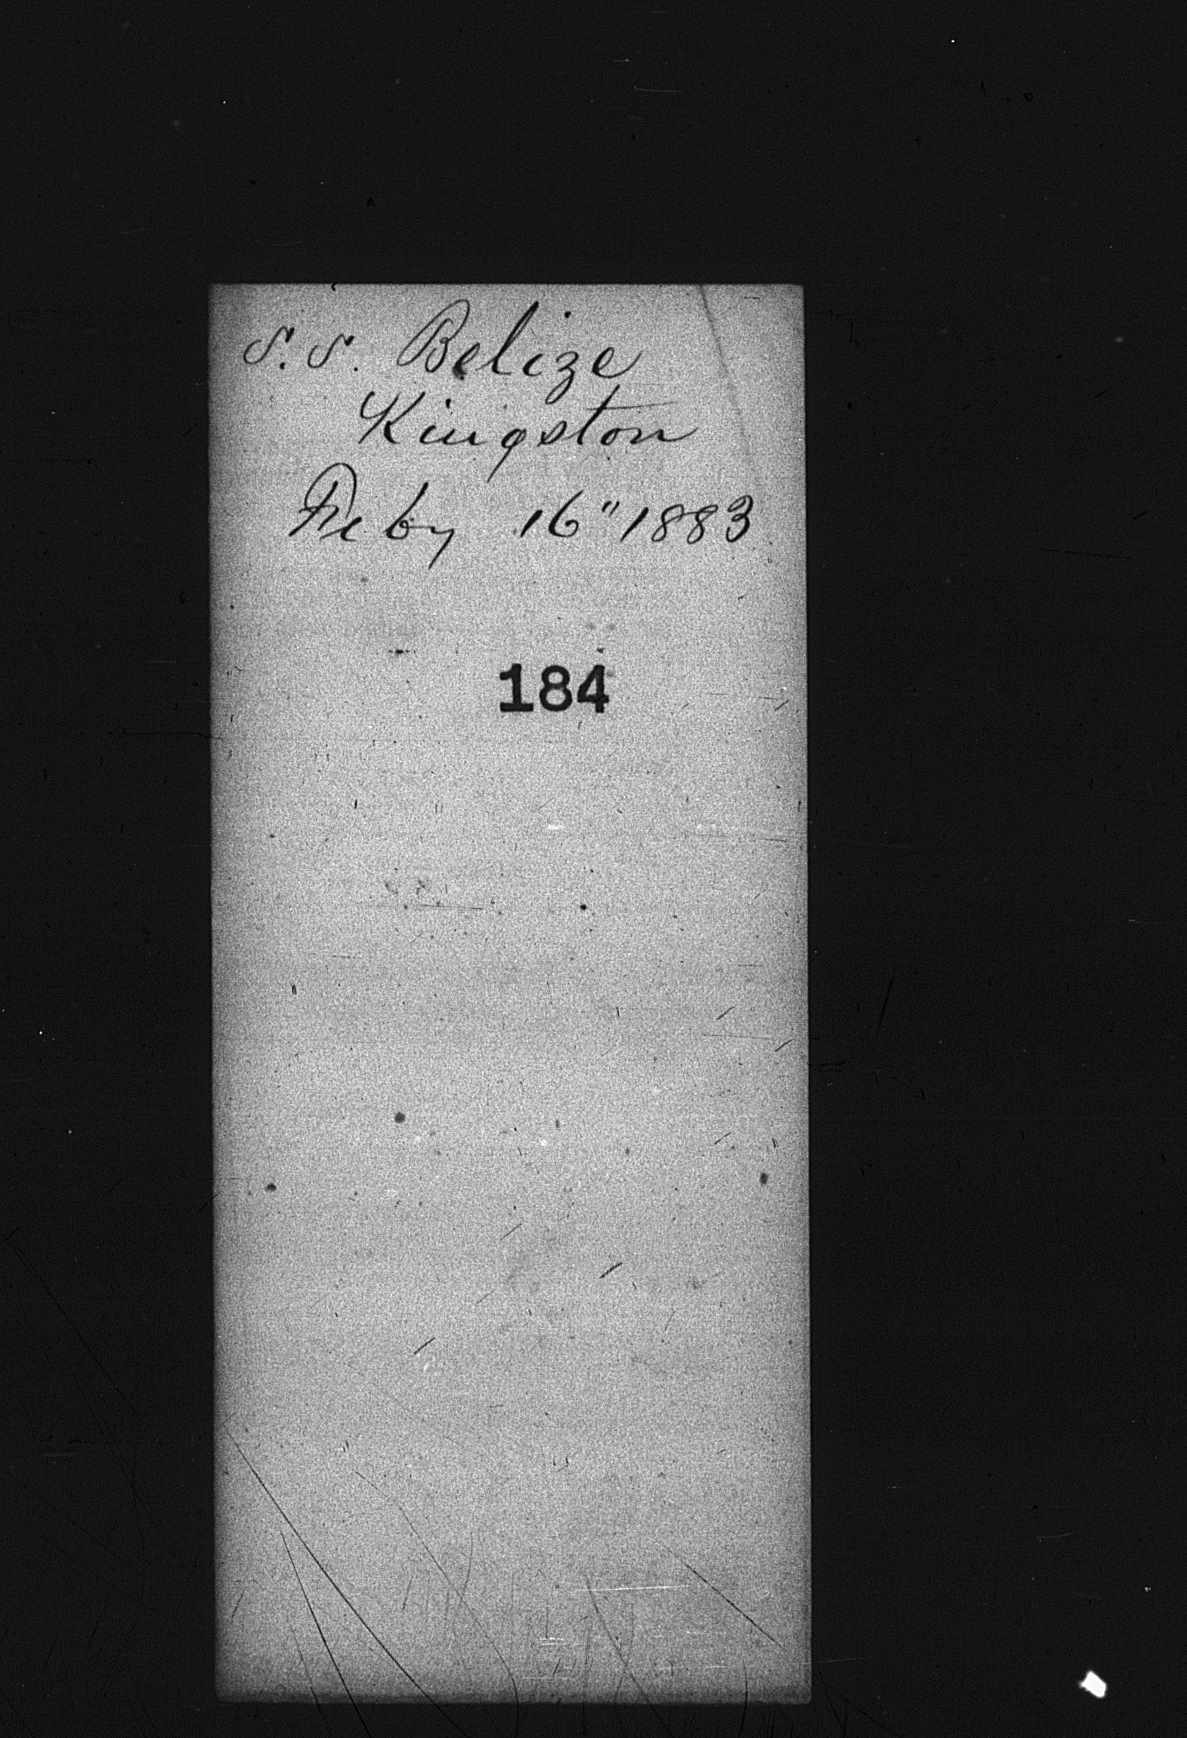 S.S. Belize
Kingston
Feby 16" 1883
184